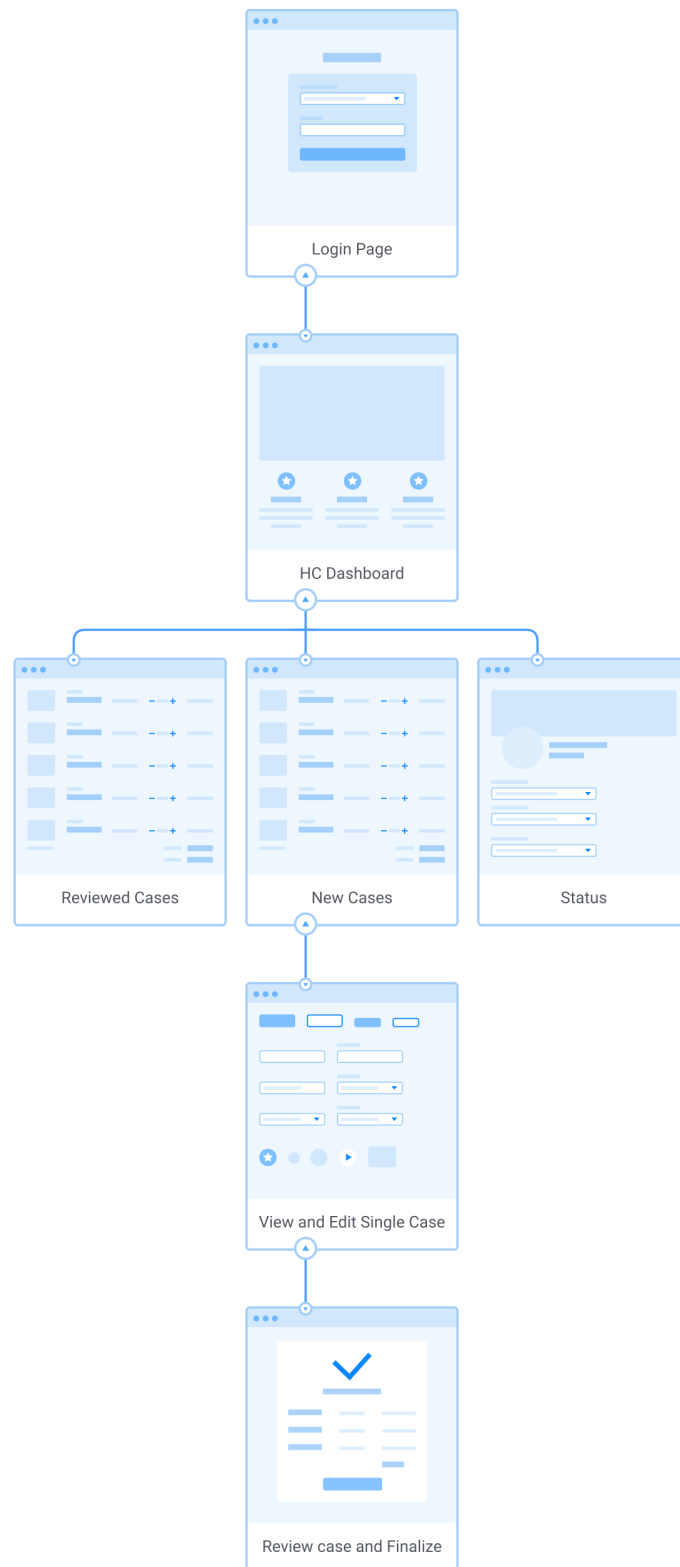 Login Page
HC Dashboard
Reviewed Cases
New Cases
Status
View and Edit Single Case
Review case and Finalize